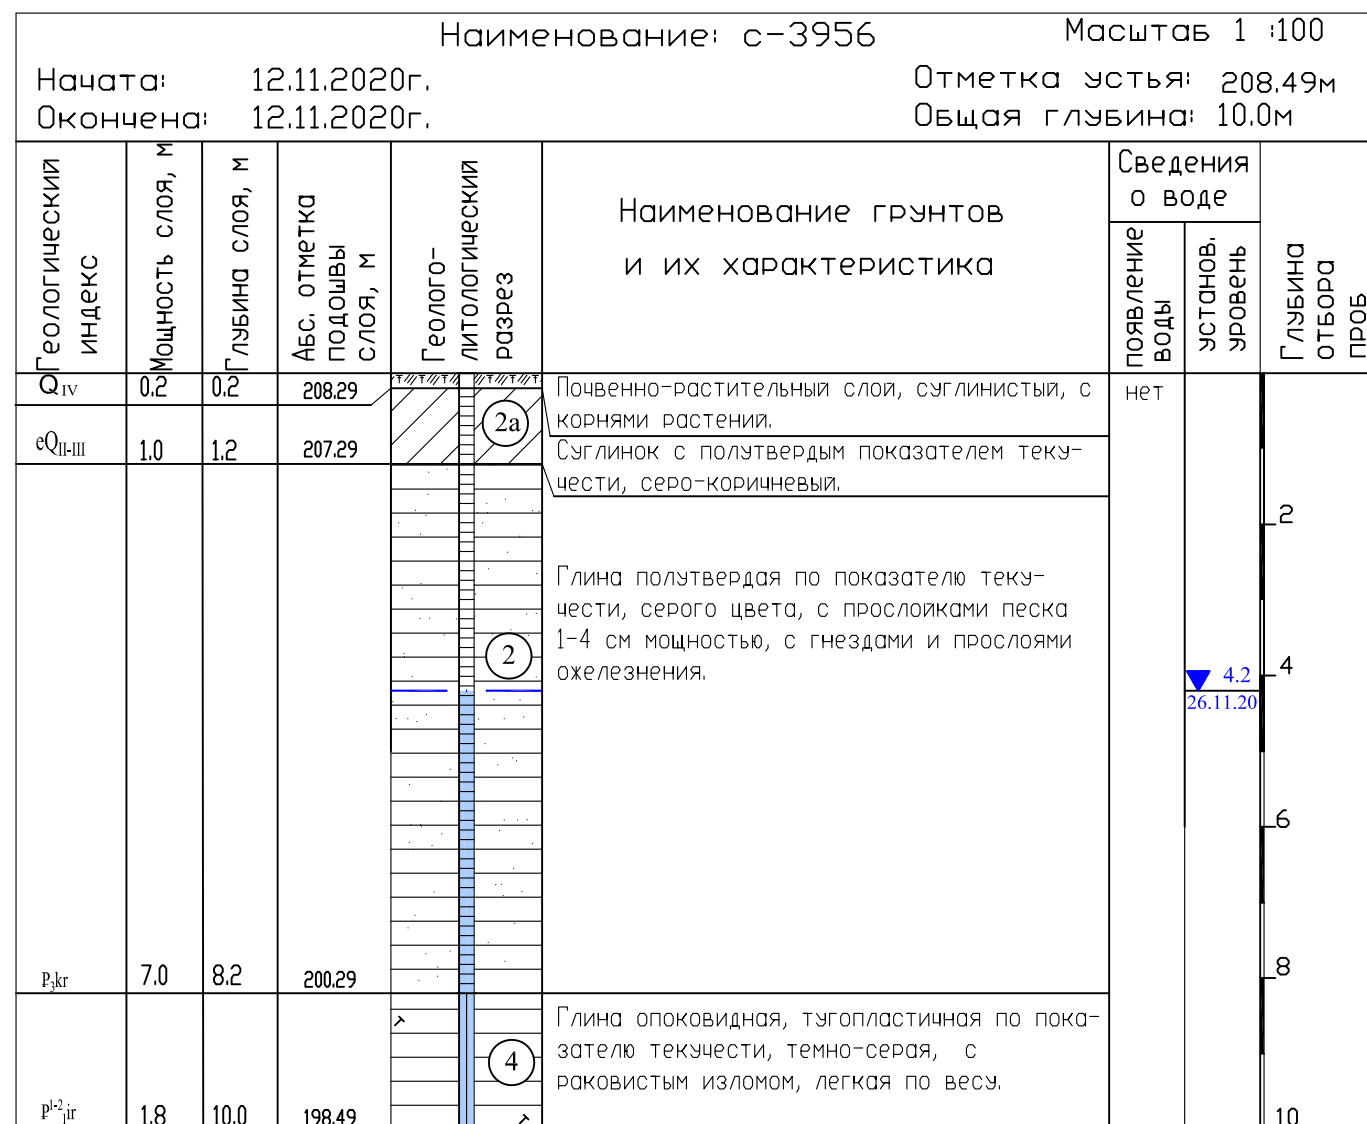 Наименование: с-3956
Масштаб 1 :100
Начата: 12.11.2020г.
Отметка устья: 208.49м
Окончена: 12.11.2020г.
Общая глубина: 10.0м
Геологический
индекс
Мощность слоя, м
Глубина слоя, м
Абс. отметка
подошвы
слоя, м
Геолого-
литологический
разрез
Наименование грунтов
и их характеристика
Сведения
о воде
появление
воды
установ.
уровень
Глубина
отбора
проб
QIV 0.2 0.2 208.29
Почвенно-растительный слой, суглинистый, с
корнями растений.
нет
2а
eQII-III 1.0 1.2 207.29
Суглинок с полутвердым показателем теку-
чести, серо-коричневый.
2
Глина полутвердая по показателю теку-
чести, серого цвета, с прослойками песка
1-4 см мощностью, с гнездами и прослоями
ожелезнения.
2
4.2
26.11.20
4
6
8
P3kr 7.0 8.2 200.29
Глина опоковидная, тугопластичная по пока-
зателю текучести, темно-серая, с
раковистым изломом, легкая по весу.
4
P1-21ir 1.8 10.0 198.49
10